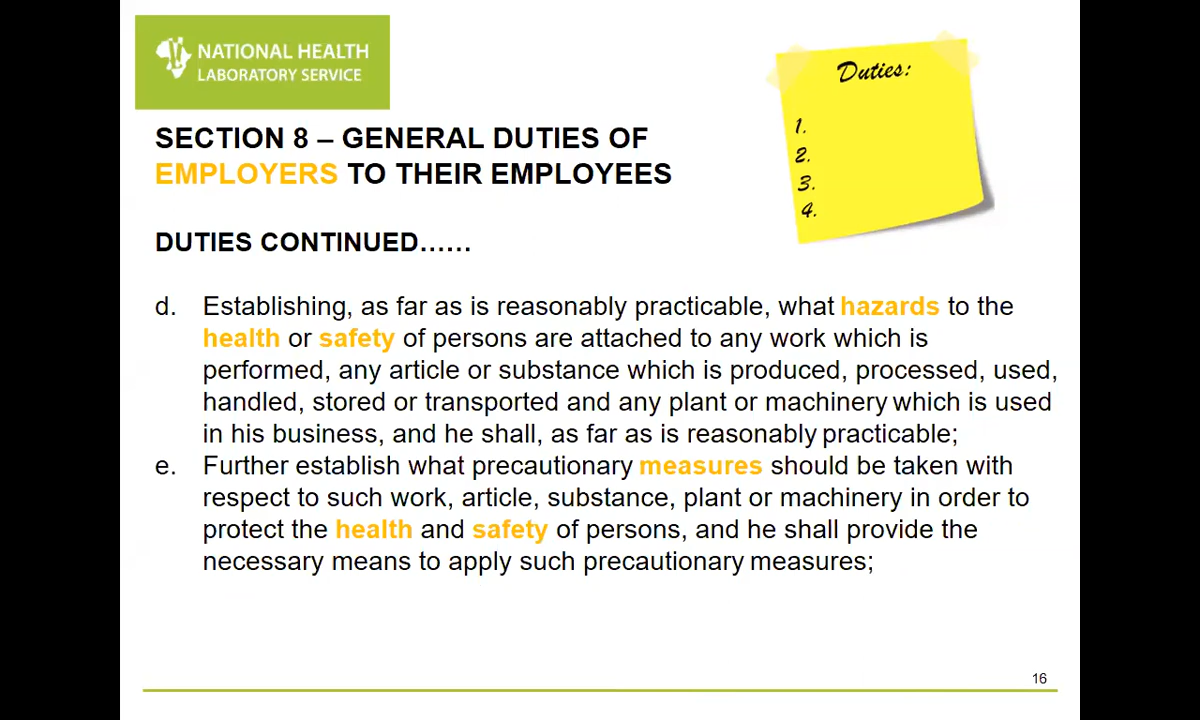 NATIONAL HEALTH
LABORATORY SERVICE
Duties:
1.
2.
3.
4.
SECTION 8 – GENERAL DUTIES OF
EMPLOYERS TO THEIR EMPLOYEES
DUTIES CONTINUED……
d. Establishing, as far as is reasonably practicable, what hazards to the
health or safety of persons are attached to any work which is
performed, any article or substance which is produced, processed, used,
handled, stored or transported and any plant or machinery which is used
in his business, and he shall, as far as is reasonably practicable;
e. Further establish what precautionary measures should be taken with
respect to such work, article, substance, plant or machinery in order to
protect the health and safety of persons, and he shall provide the
necessary means to apply such precautionary measures;
16